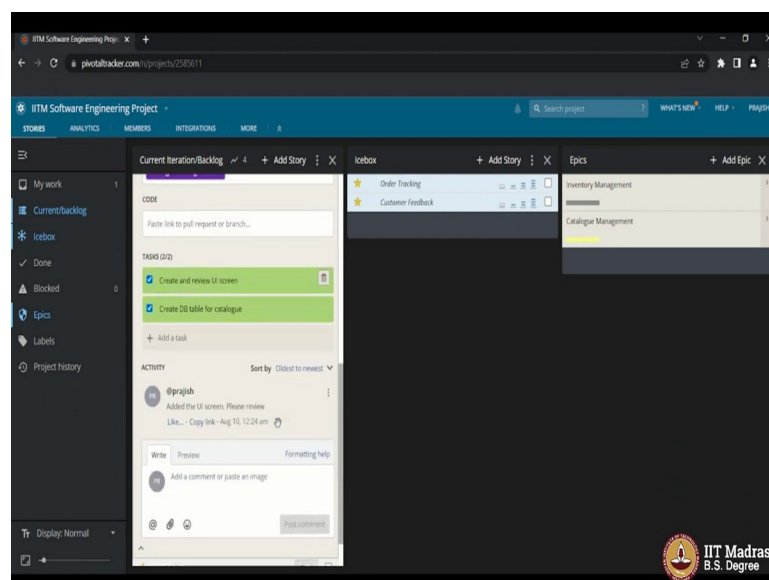 IITM Software Engineering Proje
pivotaltracker.com/n/projects/2585611
IITM Software Engineering Project
Search project
?
WHAT'S NEW
HELP
PRAJISH
STORIES ANALYTICS MEMBERS INTEGRATIONS MORE
My work 1
Current/backlog
Icebox
Done
Blocked 0
Epics
Labels
Project history
Display: Normal
Current Iteration/Backlog 4 + Add Story
CODE
Paste link to pull request or branch...
TASKS (2/2)
Create and review UI screen
Create DB table for catalogue
+ Add a task
ACTIVITY Sort by Oldest to newest
PR @prajish
Added the UI screen. Please review
Like... - Copy link - Aug 10, 12:24 am
Write Preview Formatting help
PR Add a comment or paste an image
@ Post comment
Icebox + Add Story
Order Tracking
Customer Feedback
Epics + Add Epic
Inventory Management
Catalogue Management
IIT Madras
B.S. Degree